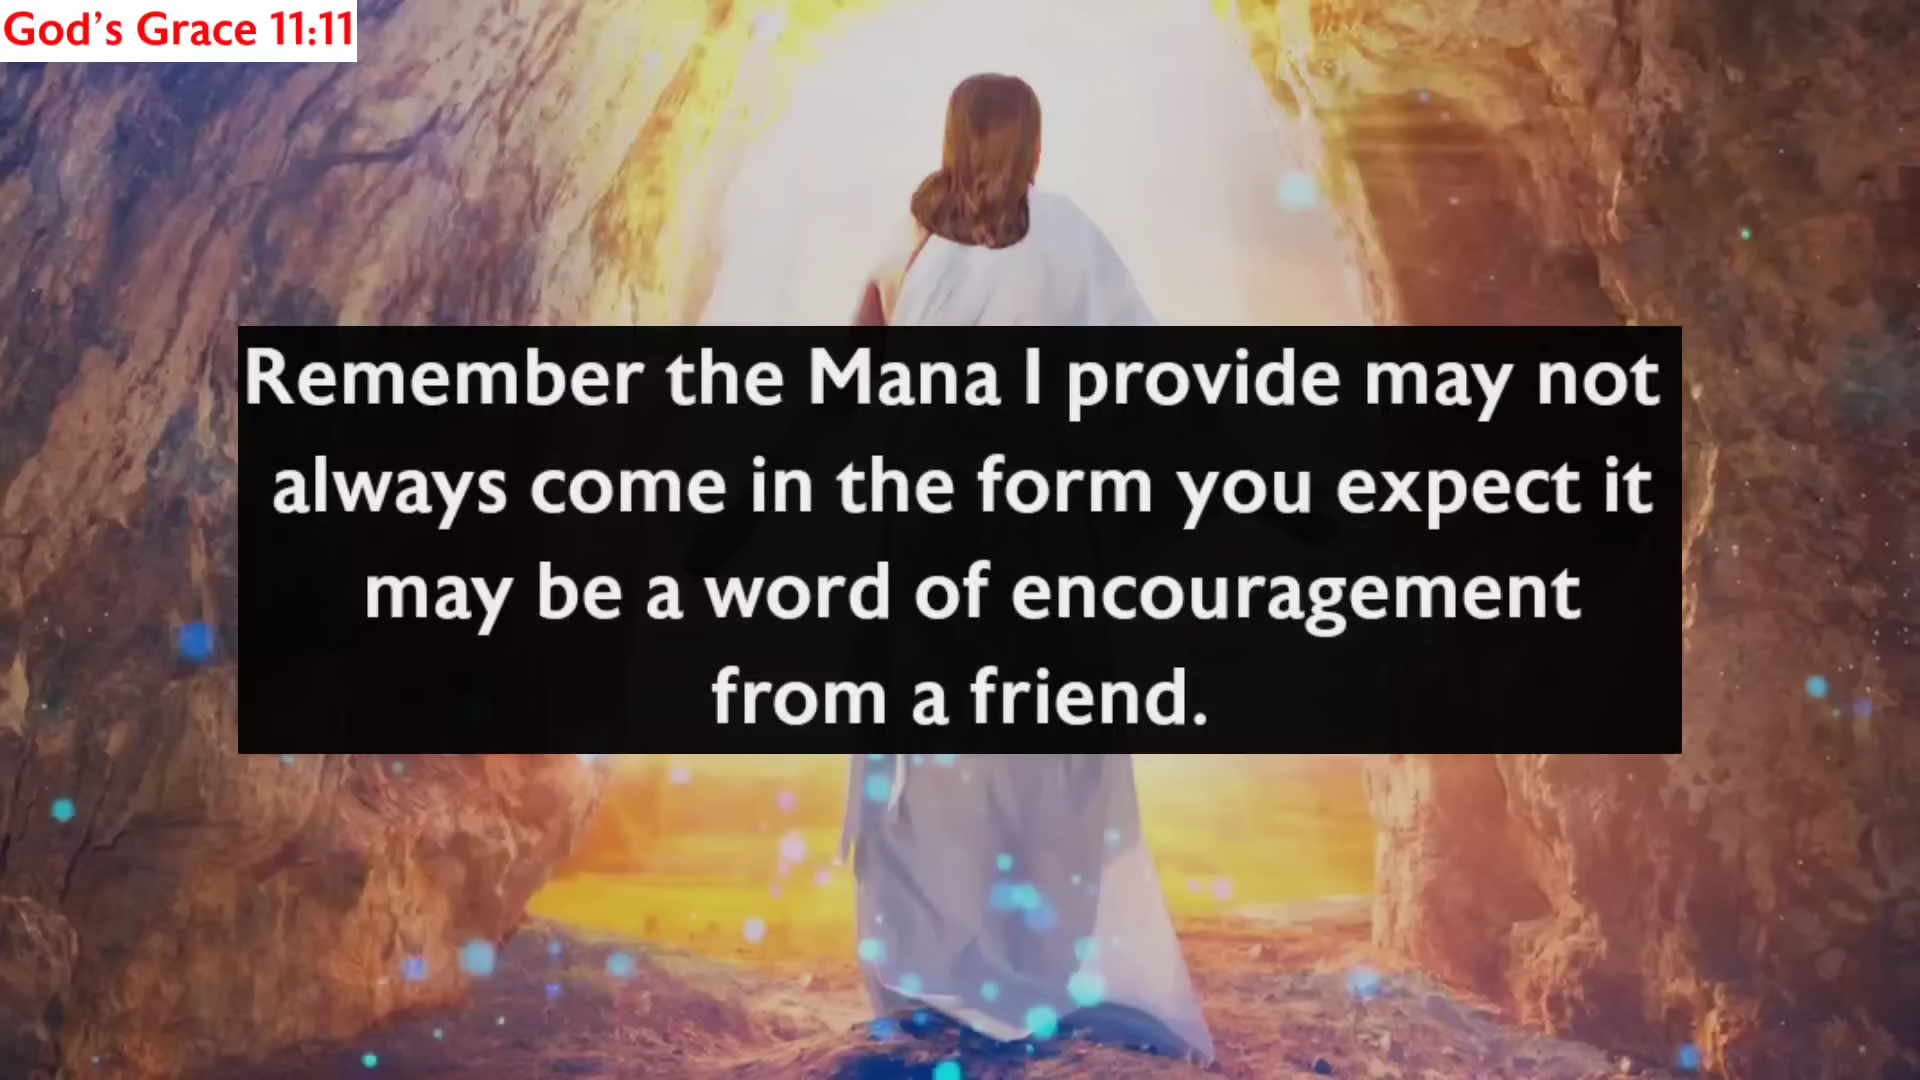 God's Grace 11:11
Remember the Mana I provide may not
always come in the form you expect it
may be a word of encouragement
from a friend.